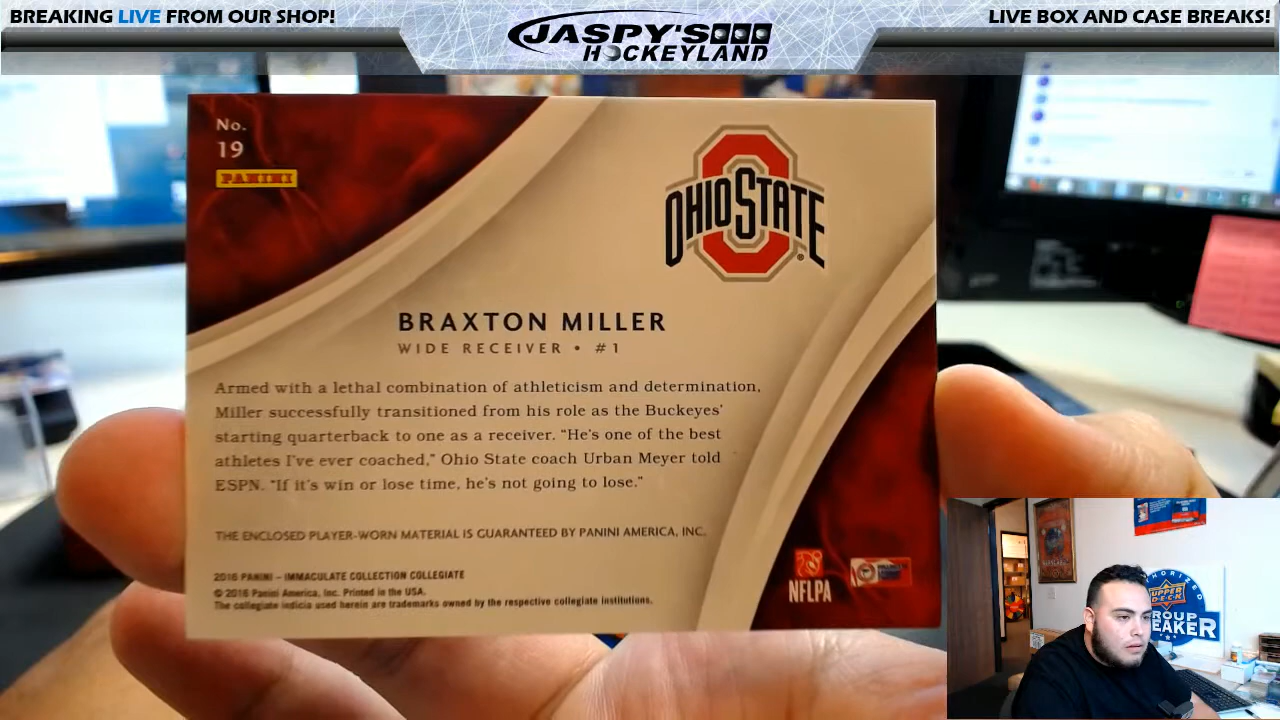 BREAKING LIVE FROM OUR SHOP!
JASPY'S
HOCKEYLAND
LIVE BOX AND CASE BREAKS!
No.
19
PANINI
OHIO STATE
®
BRAXTON MILLER
WIDE RECEIVER • #1
Armed with a lethal combination of athleticism and determination,
Miller successfully transitioned from his role as the Buckeyes'
starting quarterback to one as a receiver. "He's one of the best
athletes I've ever coached," Ohio State coach Urban Meyer told
ESPN. "If it's win or lose time, he's not going to lose."
THE ENCLOSED PLAYER-WORN MATERIAL IS GUARANTEED BY PANINI AMERICA, INC.
2016 PANINI – IMMACULATE COLLECTION COLLEGIATE
© 2016 Panini America, Inc. Printed in the USA.
The collegiate indicia used herein are trademarks owned by the respective collegiate institutions.
NFLPA
AUTHORIZED
UPPER
DECK
GROUP
BREAKER